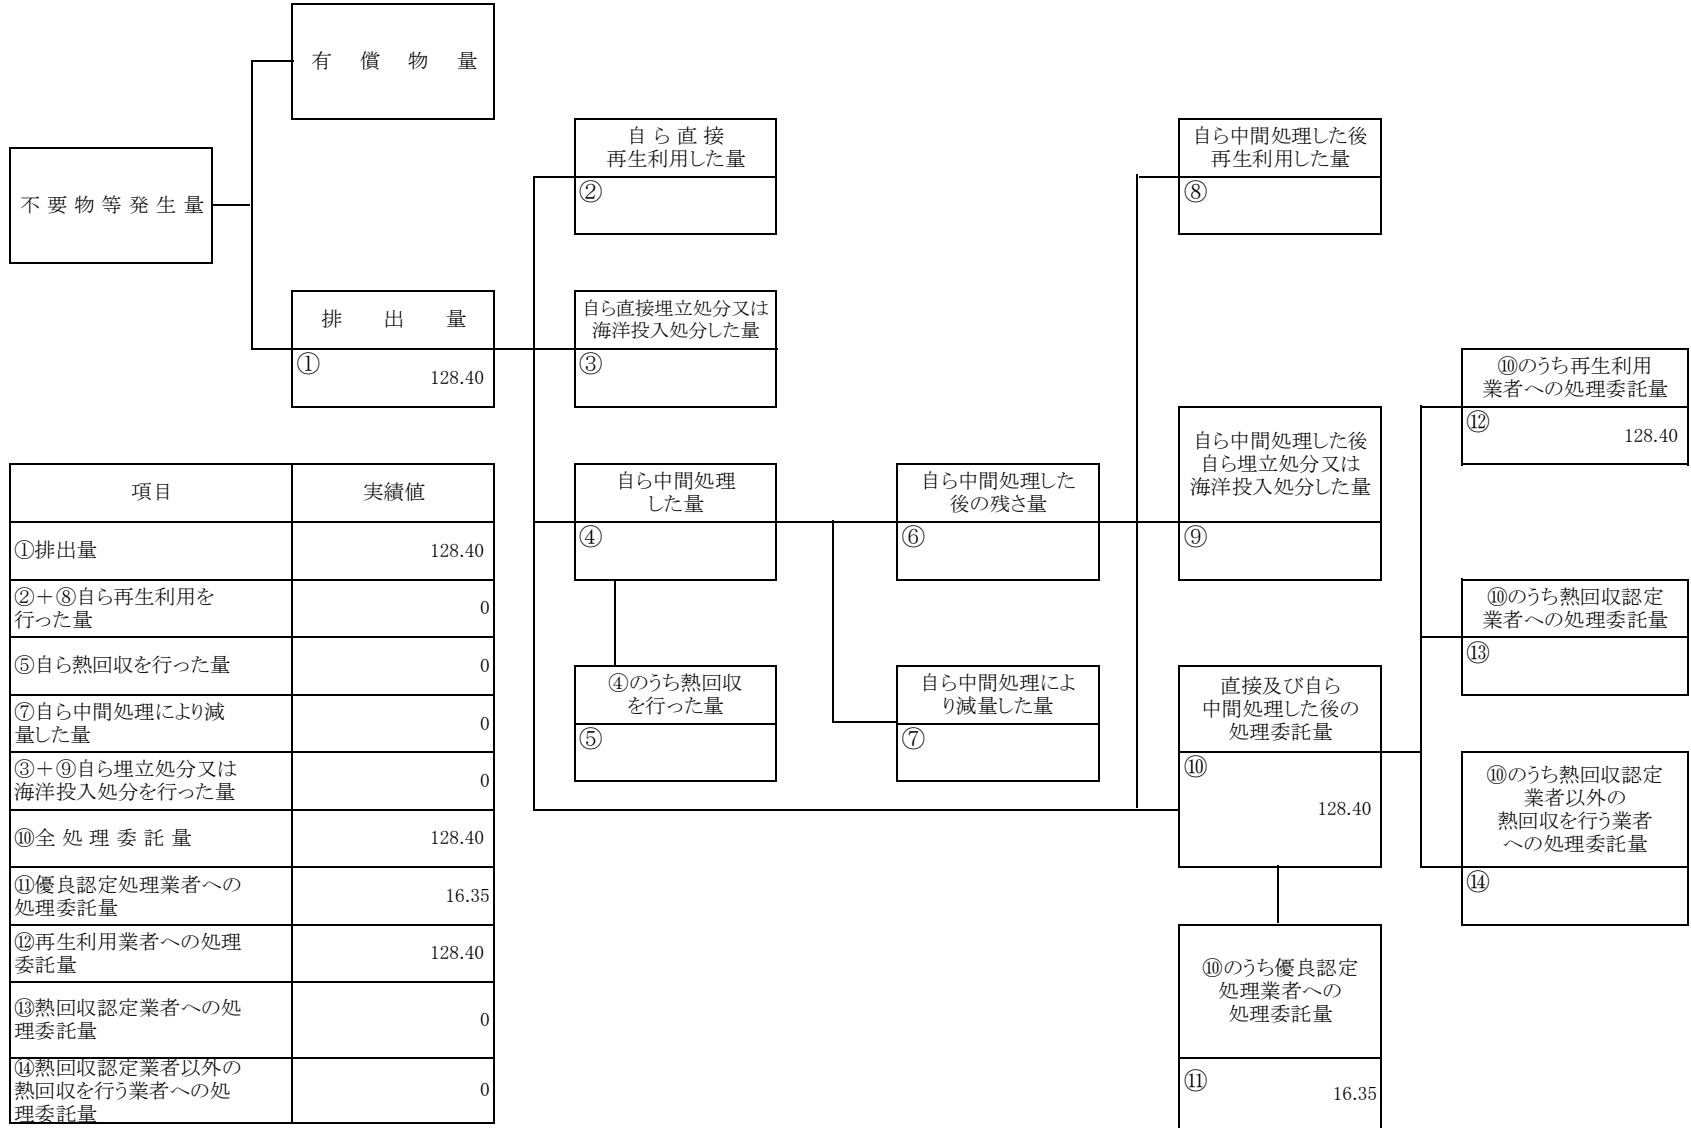 有償物量
不要物等発生量
排出量
①
128.40
自ら直接
再生利用した量
②
自ら直接埋立処分又は
海洋投入処分した量
③
自ら中間処理
した量
④
④のうち熱回収
を行った量
⑤
自ら中間処理した
後の残さ量
⑥
自ら中間処理によ
り減量した量
⑦
自ら中間処理した後
再生利用した量
⑧
自ら中間処理した後
自ら埋立処分又は
海洋投入処分した量
⑨
直接及び自ら
中間処理した後の
処理委託量
⑩
128.40
⑩のうち優良認定
処理業者への
処理委託量
⑪
16.35
⑩のうち再生利用
業者への処理委託量
⑫
128.40
⑩のうち熱回収認定
業者への処理委託量
⑬
⑩のうち熱回収認定
業者以外の
熱回収を行う業者
への処理委託量
⑭
項目 実績値
①排出量 128.40
②＋⑧自ら再生利用を
行った量 0
⑤自ら熱回収を行った量 0
⑦自ら中間処理により減
量した量 0
③＋⑨自ら埋立処分又は
海洋投入処分を行った量 0
⑩全処理委託量 128.40
⑪優良認定処理業者への
処理委託量 16.35
⑫再生利用業者への処理
委託量 128.40
⑬熱回収認定業者への処
理委託量 0
⑭熱回収認定業者以外の
熱回収を行う業者への処
理委託量 0